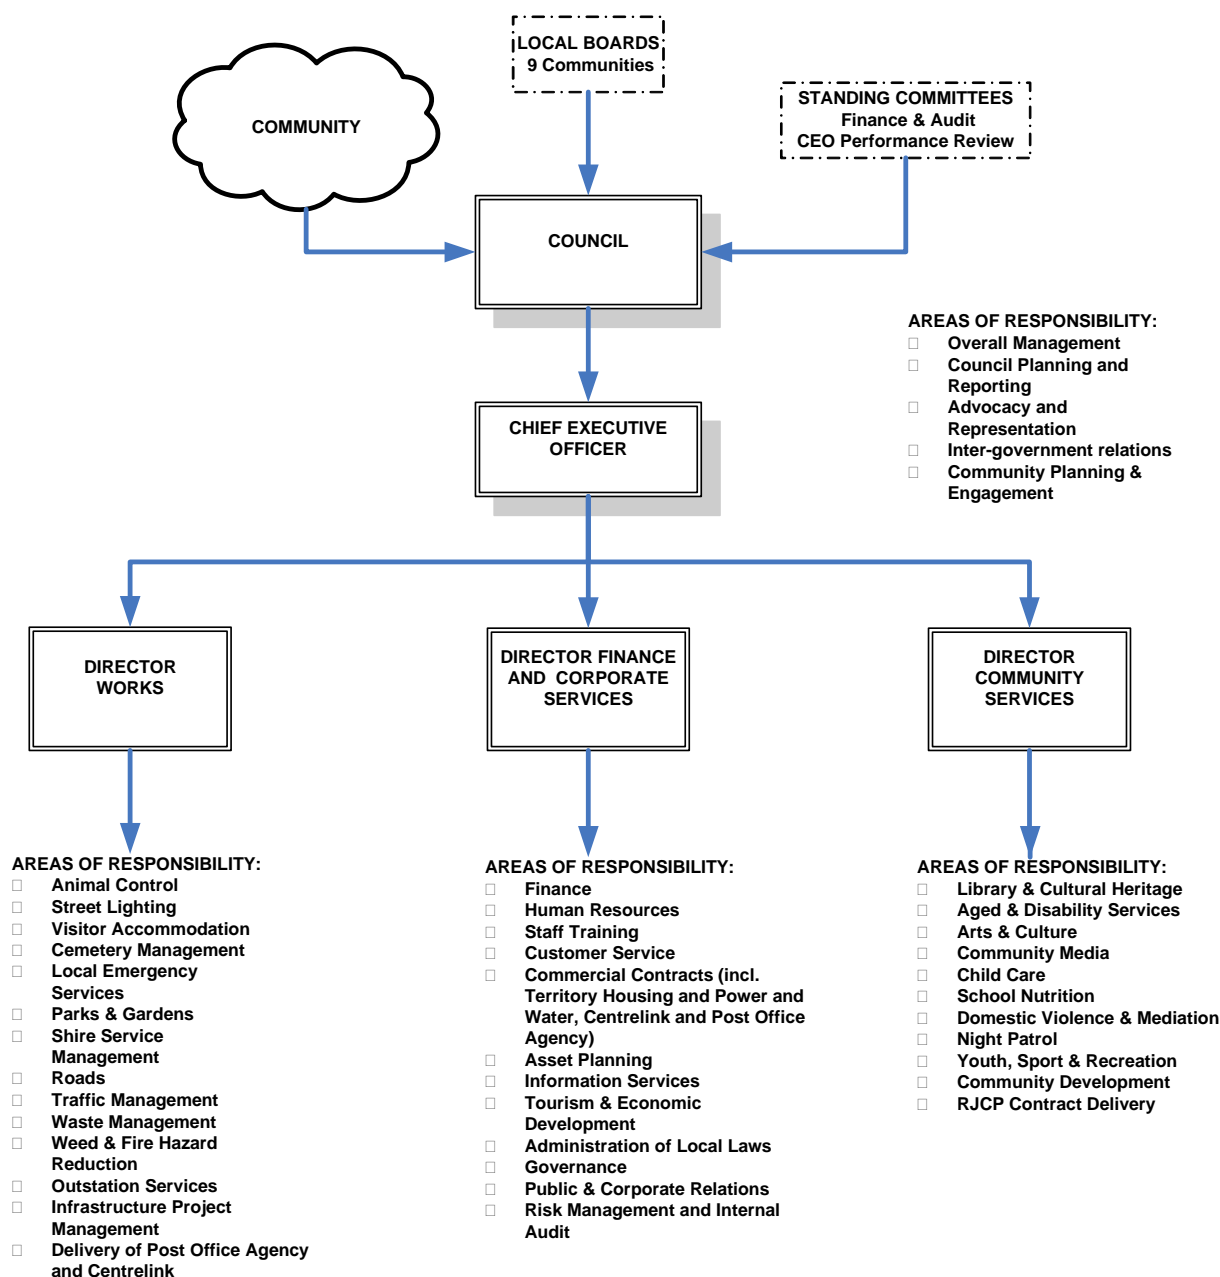 LOCAL BOARDS
9 Communities
COMMUNITY
STANDING COMMITTEES
Finance & Audit
CEO Performance Review
COUNCIL
AREAS OF RESPONSIBILITY:
Overall Management
Council Planning and
Reporting
Advocacy and
Representation
Inter-government relations
Community Planning &
Engagement
CHIEF EXECUTIVE
OFFICER
DIRECTOR
WORKS
DIRECTOR FINANCE
AND CORPORATE
SERVICES
DIRECTOR
COMMUNITY
SERVICES
AREAS OF RESPONSIBILITY:
Animal Control
Street Lighting
Visitor Accommodation
Cemetery Management
Local Emergency
Services
Parks & Gardens
Shire Service
Management
Roads
Traffic Management
Waste Management
Weed & Fire Hazard
Reduction
Outstation Services
Infrastructure Project
Management
Delivery of Post Office Agency
and Centrelink
AREAS OF RESPONSIBILITY:
Finance
Human Resources
Staff Training
Customer Service
Commercial Contracts (incl.
Territory Housing and Power and
Water, Centrelink and Post Office
Agency)
Asset Planning
Information Services
Tourism & Economic
Development
Administration of Local Laws
Governance
Public & Corporate Relations
Risk Management and Internal
Audit
AREAS OF RESPONSIBILITY:
Library & Cultural Heritage
Aged & Disability Services
Arts & Culture
Community Media
Child Care
School Nutrition
Domestic Violence & Mediation
Night Patrol
Youth, Sport & Recreation
Community Development
RJCP Contract Delivery